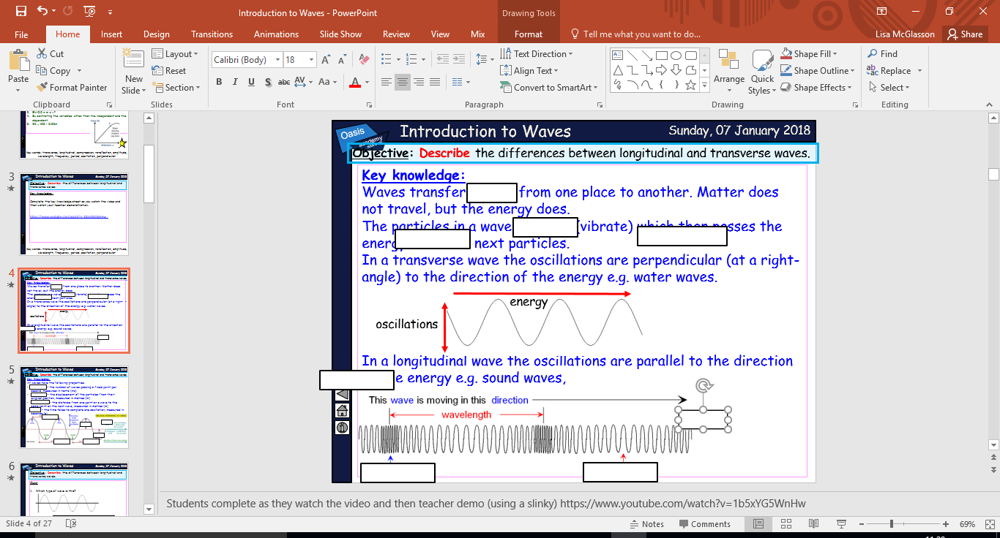 Introduction to Waves - PowerPoint
Drawing Tools
File Home Insert Design Transitions Animations Slide Show Review View Mix Format Tell me what you want to do... Lisa McGlasson Share
Paste
Cut
Copy
Format Painter
Clipboard
New Slide
Layout
Reset
Section
Slides
Calibri (Body) 18
B I U S abc AV Aa A
Font
Text Direction
Align Text
Convert to SmartArt
Paragraph
Arrange
Quick Styles
Shape Fill
Shape Outline
Shape Effects
Drawing
Find
Replace
Select
Editing
3
4
5
6
Oasis
academy
Introduction to Waves
Sunday, 07 January 2018
Objective: Describe the differences between longitudinal and transverse waves.
Key knowledge:
Waves transfer from one place to another. Matter does
not travel, but the energy does.
The particles in a wave (vibrate) which then passes the
energy next particles.
In a transverse wave the oscillations are perpendicular (at a right-
angle) to the direction of the energy e.g. water waves.
energy
oscillations
In a longitudinal wave the oscillations are parallel to the direction
e energy e.g. sound waves,
This wave is moving in this direction
wavelength
Students complete as they watch the video and then teacher demo (using a slinky) https://www.youtube.com/watch?v=1b5xYG5WnHw
Slide 4 of 27
Notes
Comments
69%